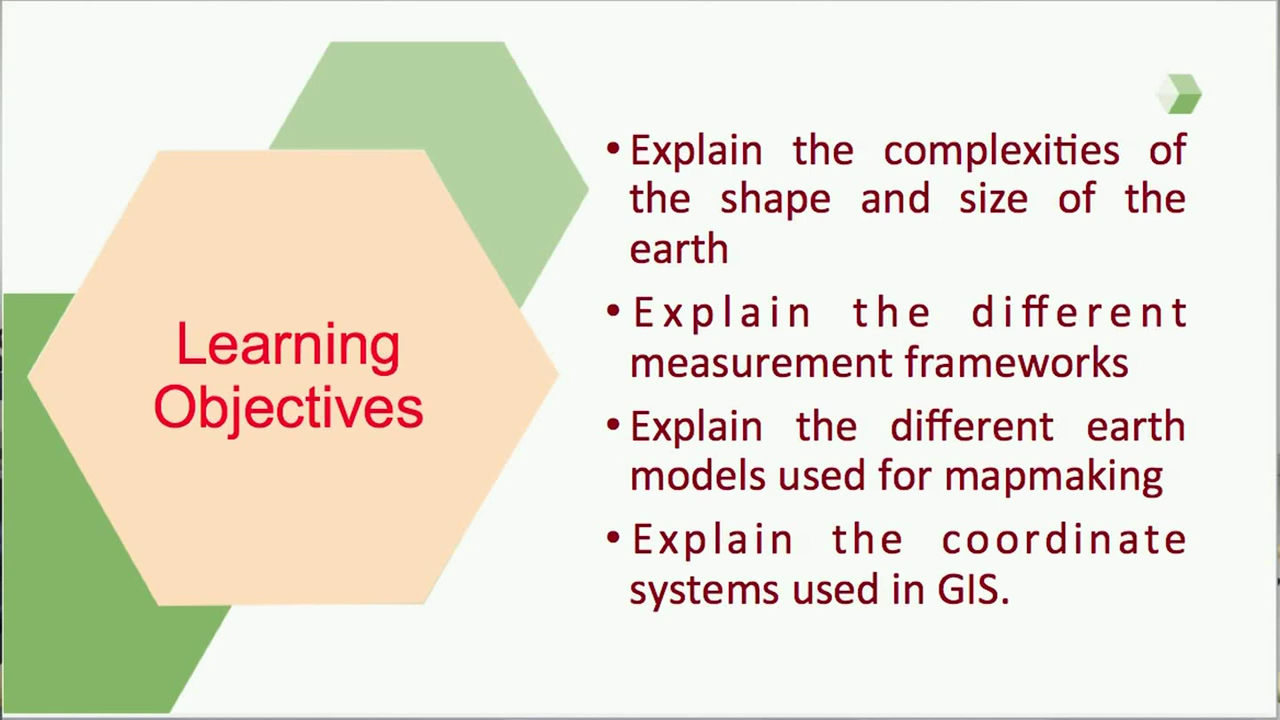 Learning
Objectives
• Explain the complexities of
the shape and size of the
earth
• Explain the different
measurement frameworks
• Explain the different earth
models used for mapmaking
• Explain the coordinate
systems used in GIS.